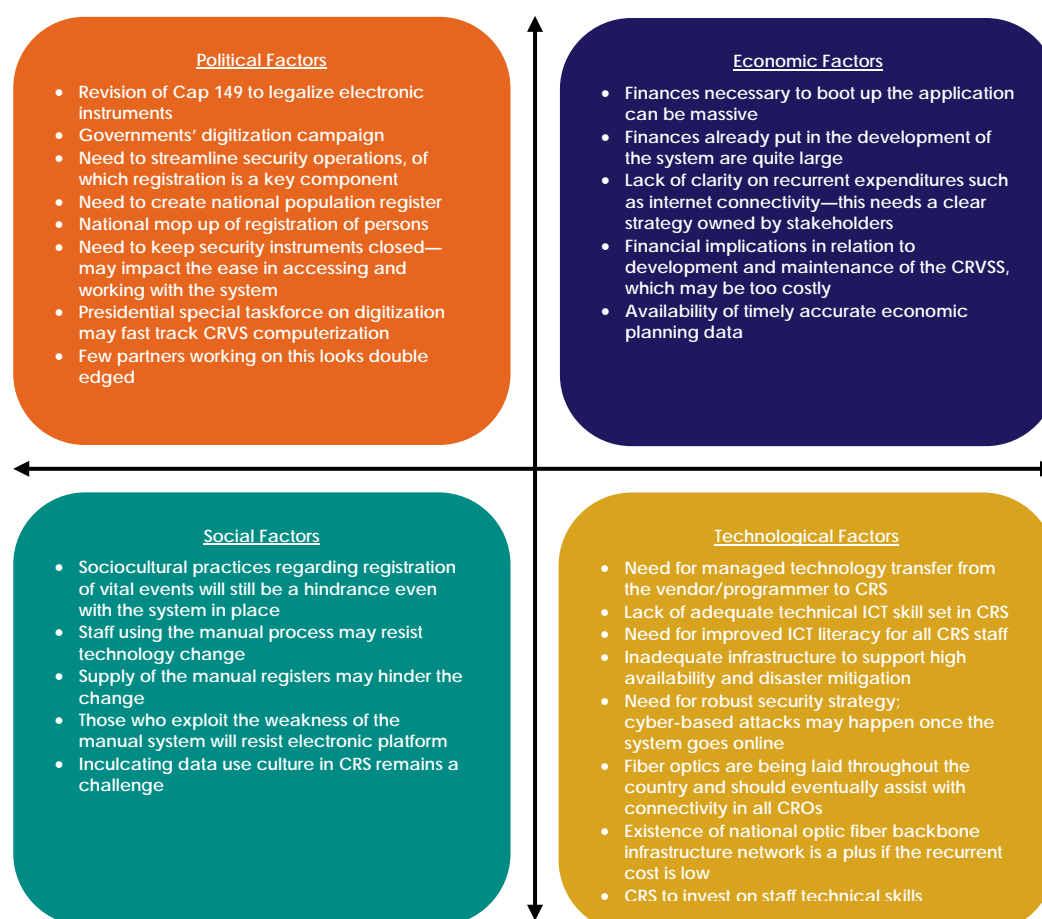 Political Factors
• Revision of Cap 149 to legalize electronic
instruments
• Governments' digitization campaign
• Need to streamline security operations, of
which registration is a key component
• Need to create national population register
• National mop up of registration of persons
• Need to keep security instruments closed—
may impact the ease in accessing and
working with the system
• Presidential special taskforce on digitization
may fast track CRVS computerization
• Few partners working on this looks double
edged
Economic Factors
• Finances necessary to boot up the application
can be massive
• Finances already put in the development of
the system are quite large
• Lack of clarity on recurrent expenditures such
as internet connectivity—this needs a clear
strategy owned by stakeholders
• Financial implications in relation to
development and maintenance of the CRVSS,
which may be too costly
• Availability of timely accurate economic
planning data
Social Factors
• Sociocultural practices regarding registration
of vital events will still be a hindrance even
with the system in place
• Staff using the manual process may resist
technology change
• Supply of the manual registers may hinder the
change
• Those who exploit the weakness of the
manual system will resist electronic platform
• Inculcating data use culture in CRS remains a
challenge
Technological Factors
• Need for managed technology transfer from
the vendor/programmer to CRS
• Lack of adequate technical ICT skill set in CRS
• Need for improved ICT literacy for all CRS staff
• Inadequate infrastructure to support high
availability and disaster mitigation
• Need for robust security strategy;
cyber-based attacks may happen once the
system goes online
• Fiber optics are being laid throughout the
country and should eventually assist with
connectivity in all CROs
• Existence of national optic fiber backbone
infrastructure network is a plus if the recurrent
cost is low
• CRS to invest on staff technical skills